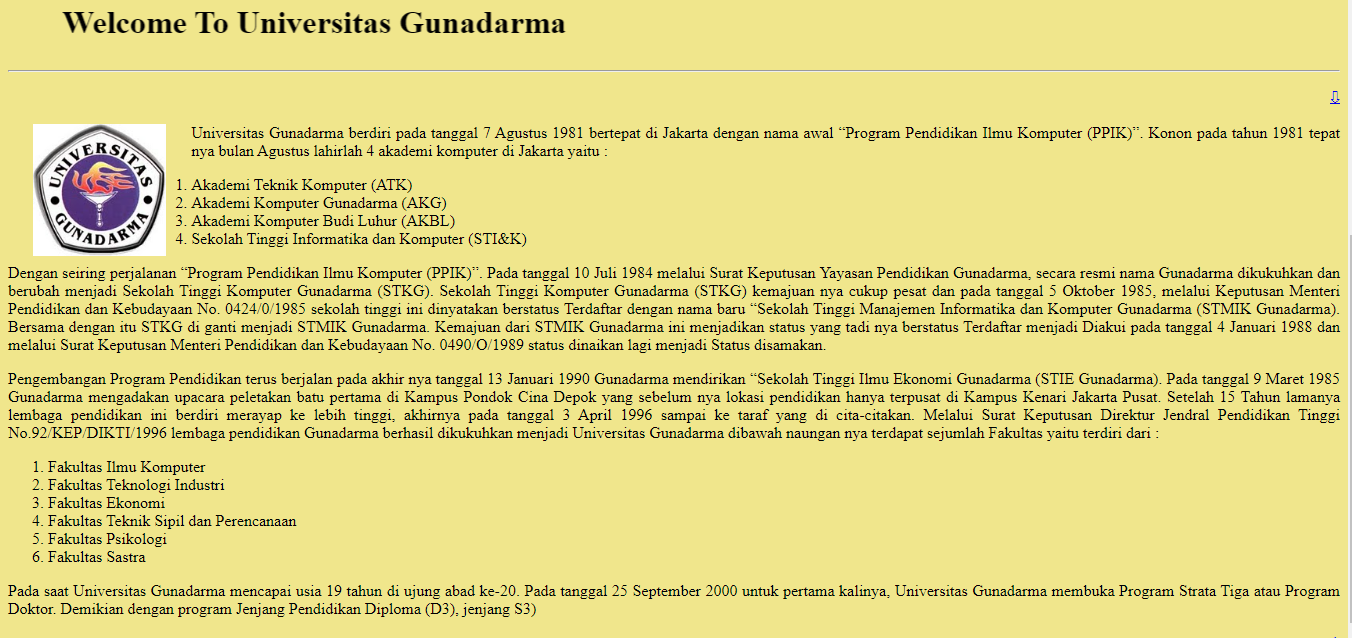 Welcome To Universitas Gunadarma
⇩
UNIVERSITAS
GUNADARMA
Universitas Gunadarma berdiri pada tanggal 7 Agustus 1981 bertepat di Jakarta dengan nama awal “Program Pendidikan Ilmu Komputer (PPIK)”. Konon pada tahun 1981 tepat
nya bulan Agustus lahirlah 4 akademi komputer di Jakarta yaitu :
1. Akademi Teknik Komputer (ATK)
2. Akademi Komputer Gunadarma (AKG)
3. Akademi Komputer Budi Luhur (AKBL)
4. Sekolah Tinggi Informatika dan Komputer (STI&K)
Dengan seiring perjalanan “Program Pendidikan Ilmu Komputer (PPIK)”. Pada tanggal 10 Juli 1984 melalui Surat Keputusan Yayasan Pendidikan Gunadarma, secara resmi nama Gunadarma dikukuhkan dan
berubah menjadi Sekolah Tinggi Komputer Gunadarma (STKG). Sekolah Tinggi Komputer Gunadarma (STKG) kemajuan nya cukup pesat dan pada tanggal 5 Oktober 1985, melalui Keputusan Menteri
Pendidikan dan Kebudayaan No. 0424/0/1985 sekolah tinggi ini dinyatakan berstatus Terdaftar dengan nama baru “Sekolah Tinggi Manajemen Informatika dan Komputer Gunadarma (STMIK Gunadarma).
Bersama dengan itu STKG di ganti menjadi STMIK Gunadarma. Kemajuan dari STMIK Gunadarma ini menjadikan status yang tadi nya berstatus Terdaftar menjadi Diakui pada tanggal 4 Januari 1988 dan
melalui Surat Keputusan Menteri Pendidikan dan Kebudayaan No. 0490/O/1989 status dinaikan lagi menjadi Status disamakan.
Pengembangan Program Pendidikan terus berjalan pada akhir nya tanggal 13 Januari 1990 Gunadarma mendirikan “Sekolah Tinggi Ilmu Ekonomi Gunadarma (STIE Gunadarma). Pada tanggal 9 Maret 1985
Gunadarma mengadakan upacara peletakan batu pertama di Kampus Pondok Cina Depok yang sebelum nya lokasi pendidikan hanya terpusat di Kampus Kenari Jakarta Pusat. Setelah 15 Tahun lamanya
lembaga pendidikan ini berdiri merayap ke lebih tinggi, akhirnya pada tanggal 3 April 1996 sampai ke taraf yang di cita-citakan. Melalui Surat Keputusan Direktur Jendral Pendidikan Tinggi
No.92/KEP/DIKTI/1996 lembaga pendidikan Gunadarma berhasil dikukuhkan menjadi Universitas Gunadarma dibawah naungan nya terdapat sejumlah Fakultas yaitu terdiri dari :
1. Fakultas Ilmu Komputer
2. Fakultas Teknologi Industri
3. Fakultas Ekonomi
4. Fakultas Teknik Sipil dan Perencanaan
5. Fakultas Psikologi
6. Fakultas Sastra
Pada saat Universitas Gunadarma mencapai usia 19 tahun di ujung abad ke-20. Pada tanggal 25 September 2000 untuk pertama kalinya, Universitas Gunadarma membuka Program Strata Tiga atau Program
Doktor. Demikian dengan program Jenjang Pendidikan Diploma (D3), jenjang S3)